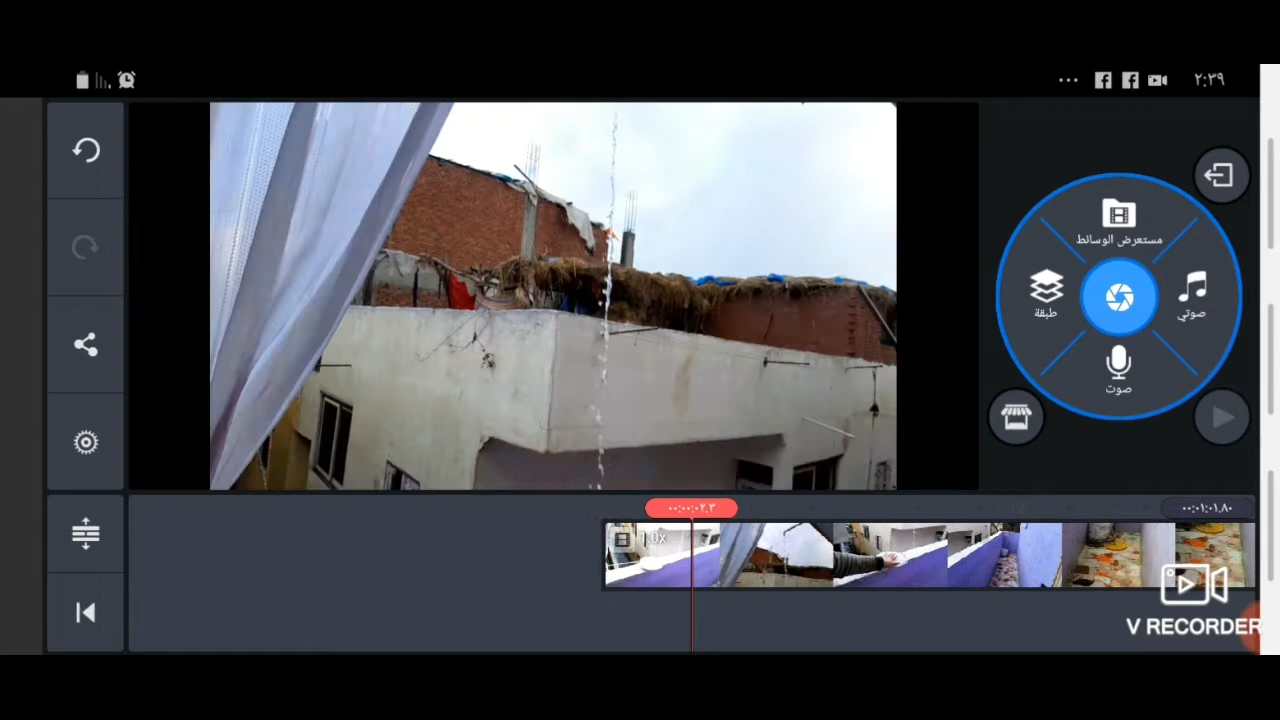 ٢:٣٩
مستعرض الوسائط
طبقة
صوتي
صوت
٠٠:٠٠:٠٢.٣
٠٠:٠١:٠١.٨٠
1.0x
V RECORDER